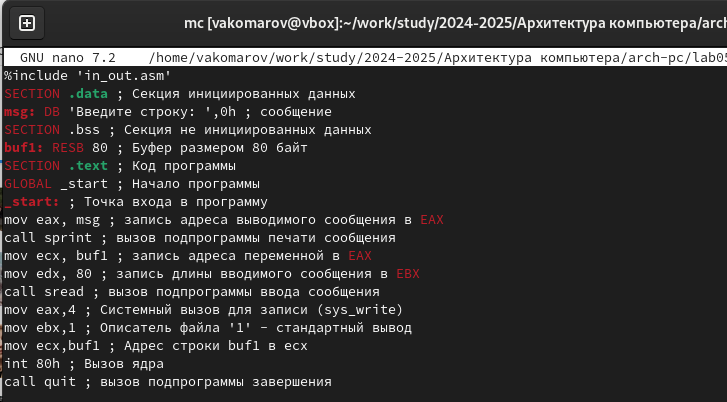 mc [vakomarov@vbox]:~/work/study/2024-2025/Архитектура компьютера/arch
GNU nano 7.2 /home/vakomarov/work/study/2024-2025/Архитектура компьютера/arch-pc/lab05
%include 'in_out.asm'
SECTION .data ; Секция инициированных данных
msg: DB 'Введите строку: ',0h ; сообщение
SECTION .bss ; Секция не инициированных данных
buf1: RESB 80 ; Буфер размером 80 байт
SECTION .text ; Код программы
GLOBAL _start ; Начало программы
_start: ; Точка входа в программу
mov eax, msg ; запись адреса выводимого сообщения в EAX
call sprint ; вызов подпрограммы печати сообщения
mov ecx, buf1 ; запись адреса переменной в EAX
mov edx, 80 ; запись длины вводимого сообщения в EBX
call sread ; вызов подпрограммы ввода сообщения
mov eax,4 ; Системный вызов для записи (sys_write)
mov ebx,1 ; Описатель файла '1' - стандартный вывод
mov ecx,buf1 ; Адрес строки buf1 в ecx
int 80h ; Вызов ядра
call quit ; вызов подпрограммы завершения